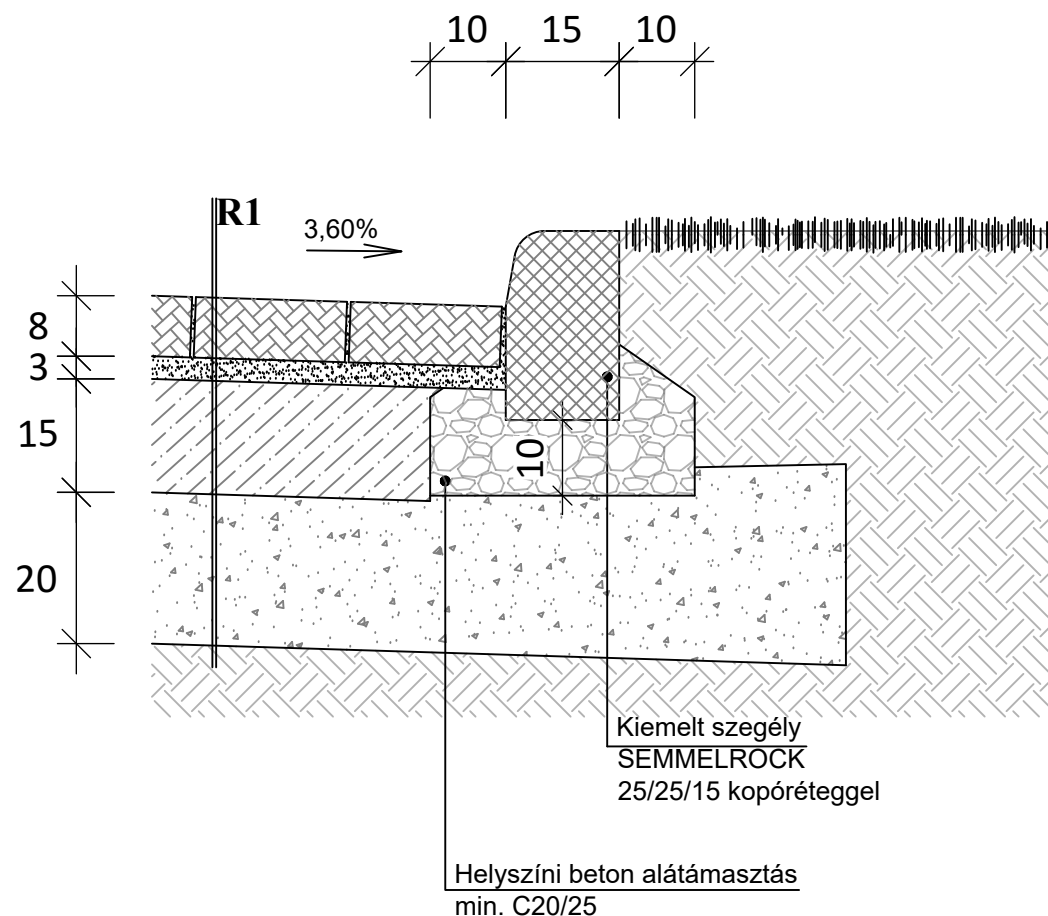 10 15 10
R1
3,60%
8
3
15
10
20
Kiemelt szegély
SEMMELROCK
25/25/15 kopóréteggel
Helyszíni beton alátámasztás
min. C20/25